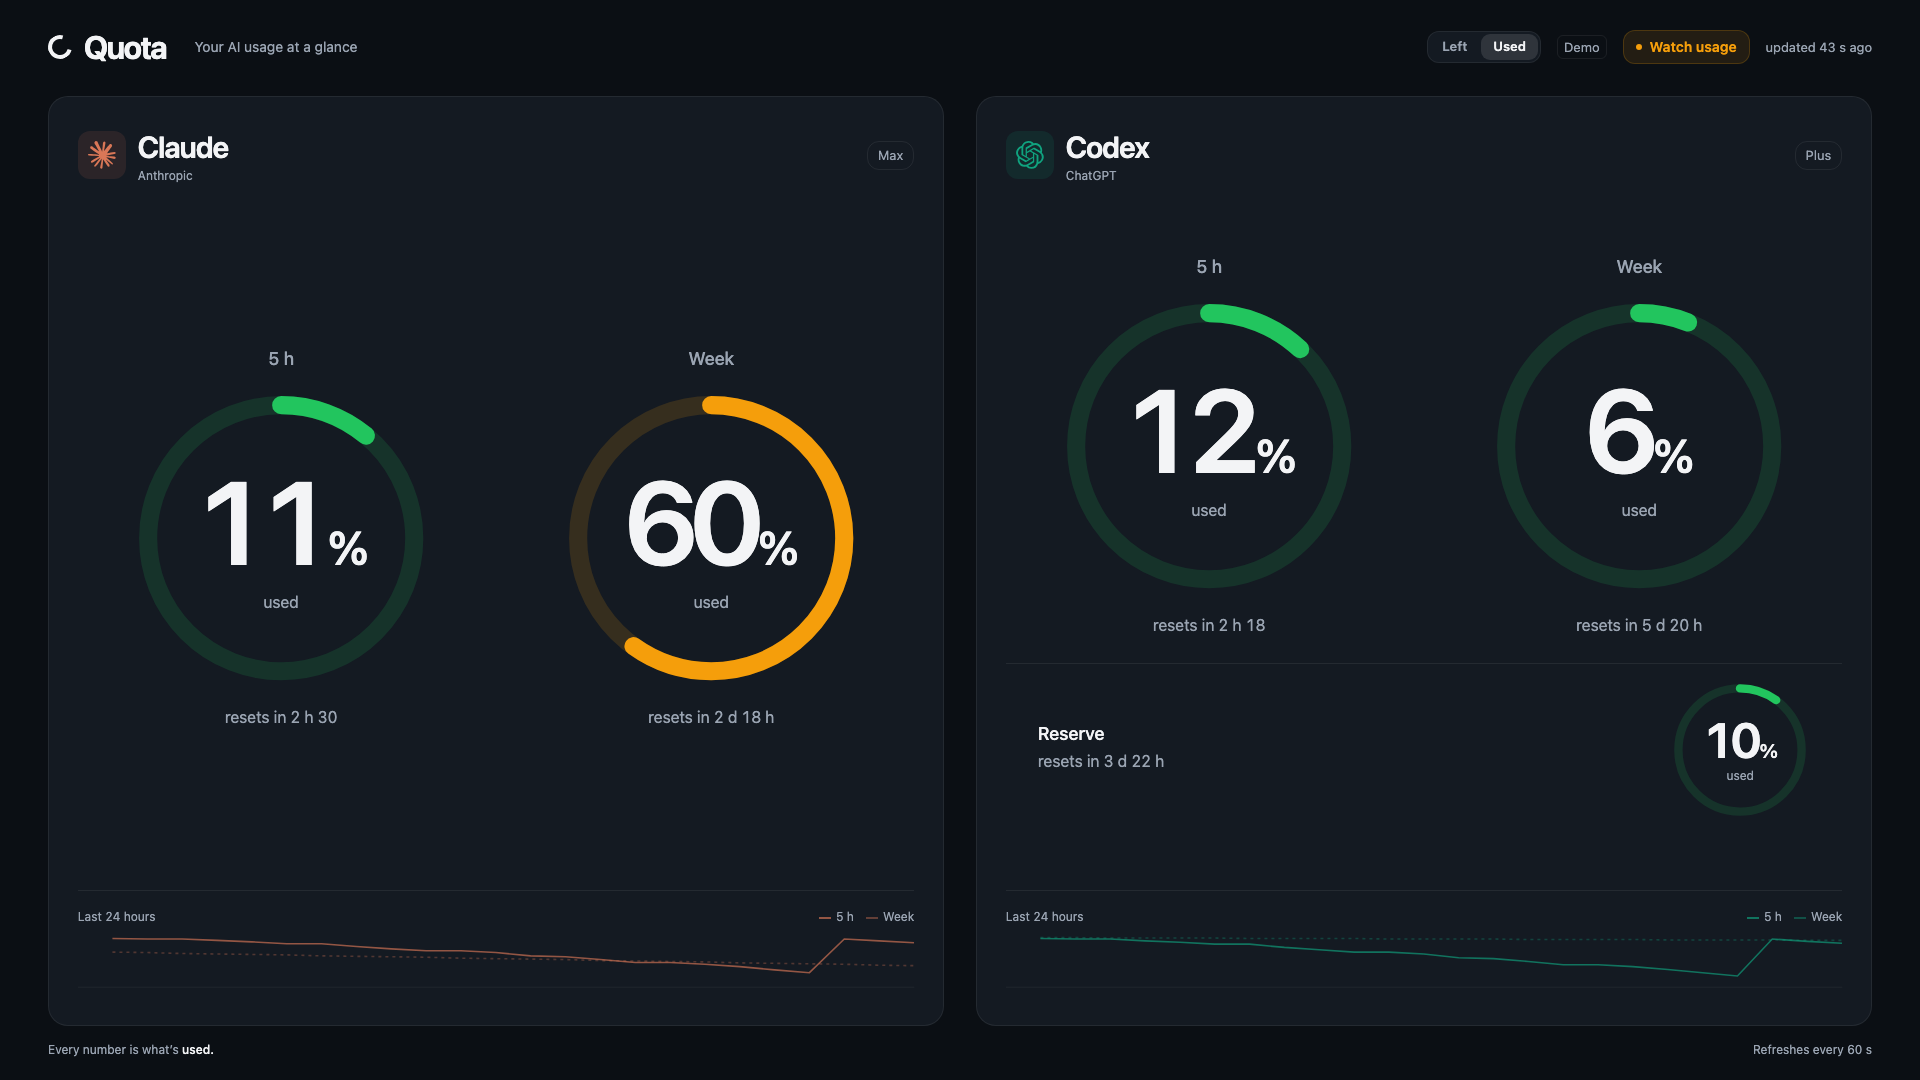 Quota
Your AI usage at a glance
Left
Used
Demo
Watch usage
updated 43 s ago
Claude
Anthropic
Max
5 h
11%
used
resets in 2 h 30
Week
60%
used
resets in 2 d 18 h
Last 24 hours
5 h
Week
Codex
ChatGPT
Plus
5 h
12%
used
resets in 2 h 18
Week
6%
used
resets in 5 d 20 h
Reserve
resets in 3 d 22 h
10%
used
Last 24 hours
5 h
Week
Every number is what's used.
Refreshes every 60 s